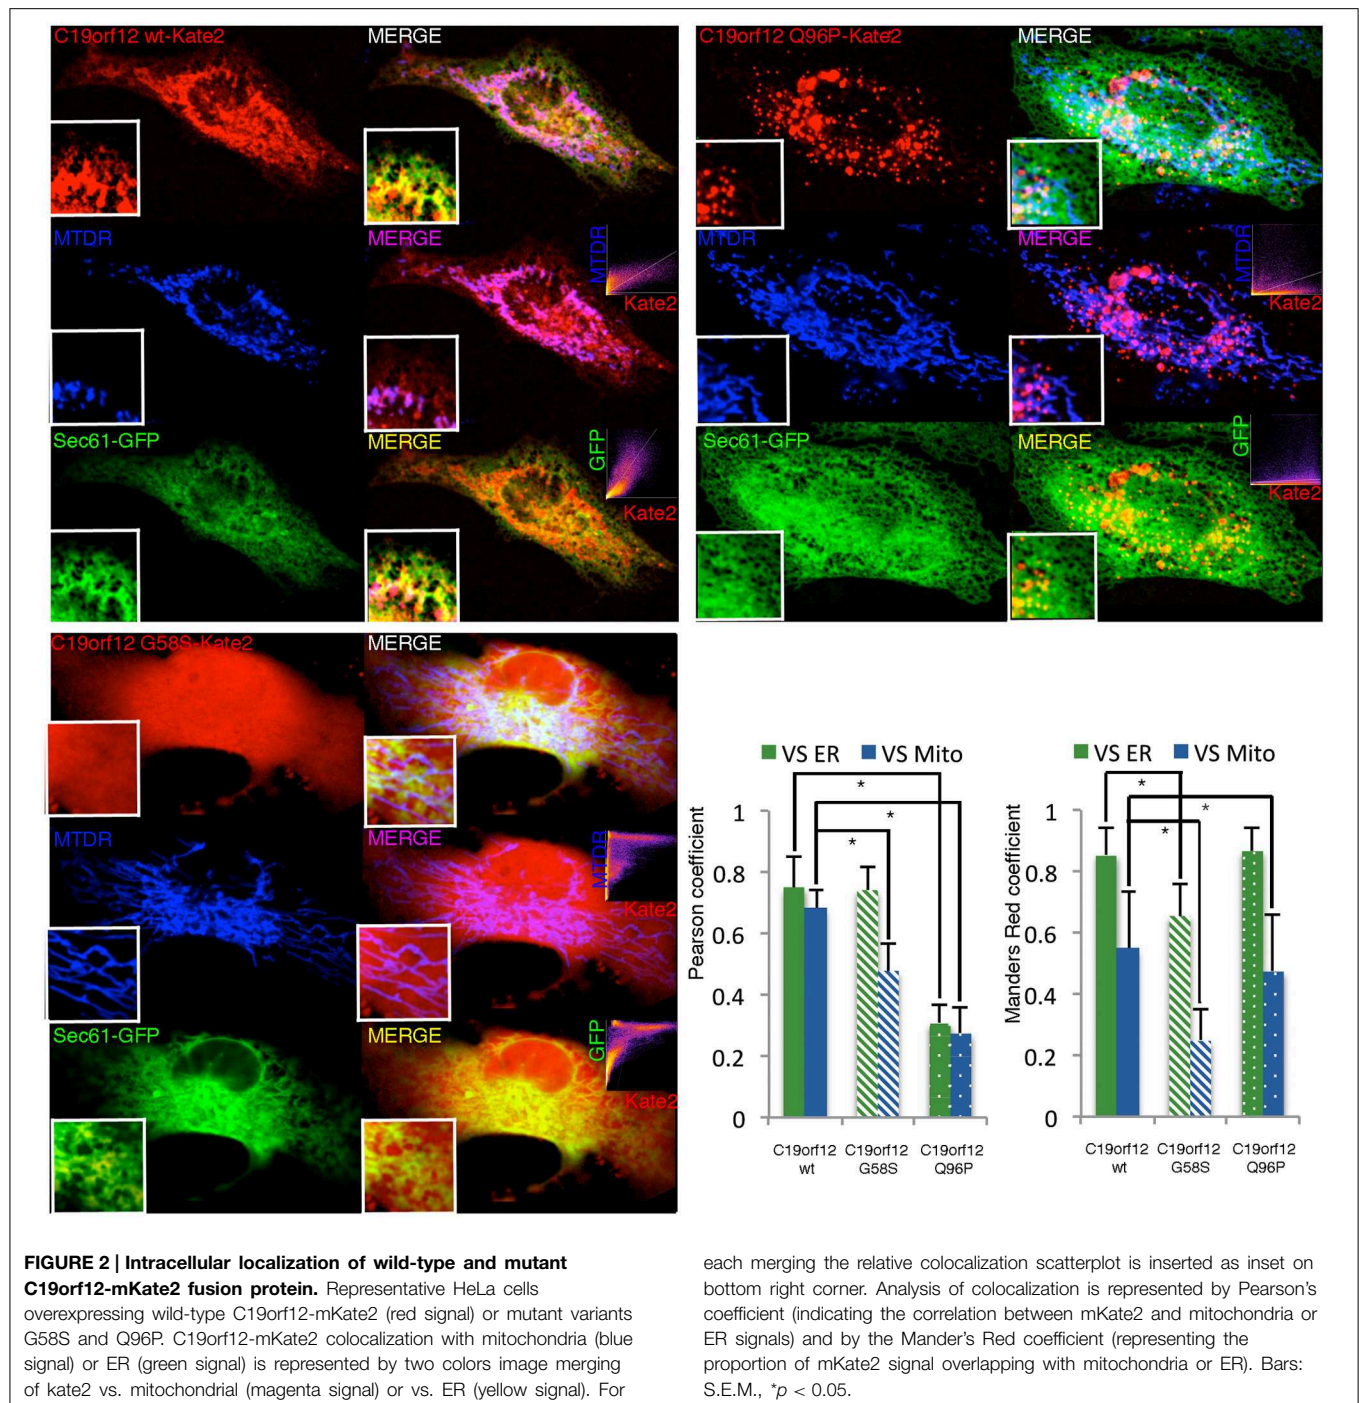 C19orf12 wt-Kate2
MERGE
MTDR
MERGE
MTDR
Kate2
Sec61-GFP
MERGE
GFP
Kate2
C19orf12 Q96P-Kate2
MERGE
MTDR
MERGE
MTDR
Kate2
Sec61-GFP
MERGE
GFP
Kate2
C19orf12 G58S-Kate2
MERGE
MTDR
MERGE
MTDR
Kate2
Sec61-GFP
MERGE
GFP
Kate2
VS ER VS Mito
Pearson coefficient
1
0.8
0.6
0.4
0.2
0
*
*
*
C19orf12 wt
C19orf12 G58S
C19orf12 Q96P
VS ER VS Mito
Manders Red coefficient
1
0.8
0.6
0.4
0.2
0
*
*
*
C19orf12 wt
C19orf12 G58S
C19orf12 Q96P
FIGURE 2 | Intracellular localization of wild-type and mutant
C19orf12-mKate2 fusion protein. Representative HeLa cells
overexpressing wild-type C19orf12-mKate2 (red signal) or mutant variants
G58S and Q96P. C19orf12-mKate2 colocalization with mitochondria (blue
signal) or ER (green signal) is represented by two colors image merging
of kate2 vs. mitochondrial (magenta signal) or vs. ER (yellow signal). For
each merging the relative colocalization scatterplot is inserted as inset on
bottom right corner. Analysis of colocalization is represented by Pearson's
coefficient (indicating the correlation between mKate2 and mitochondria or
ER signals) and by the Mander's Red coefficient (representing the
proportion of mKate2 signal overlapping with mitochondria or ER). Bars:
S.E.M., *p < 0.05.